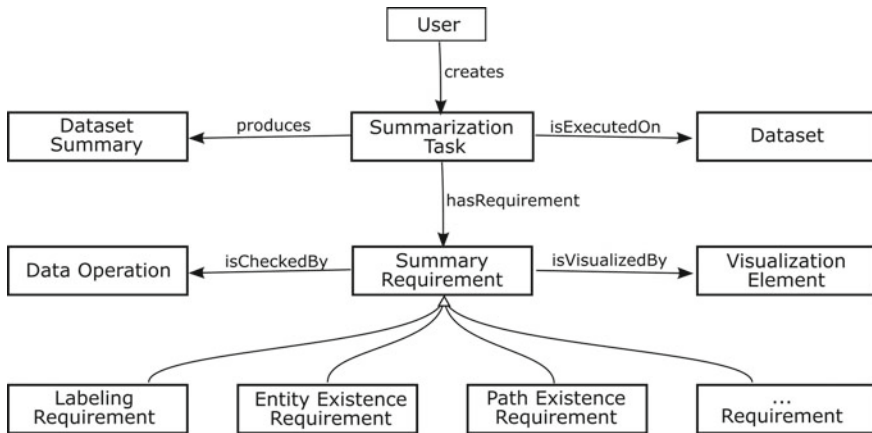 User
creates
Dataset
Summary
produces
Summarization
Task
isExecutedOn
Dataset
hasRequirement
Data Operation
isCheckedBy
Summary
Requirement
isVisualizedBy
Visualization
Element
Labeling
Requirement
Entity Existence
Requirement
Path Existence
Requirement
...
Requirement